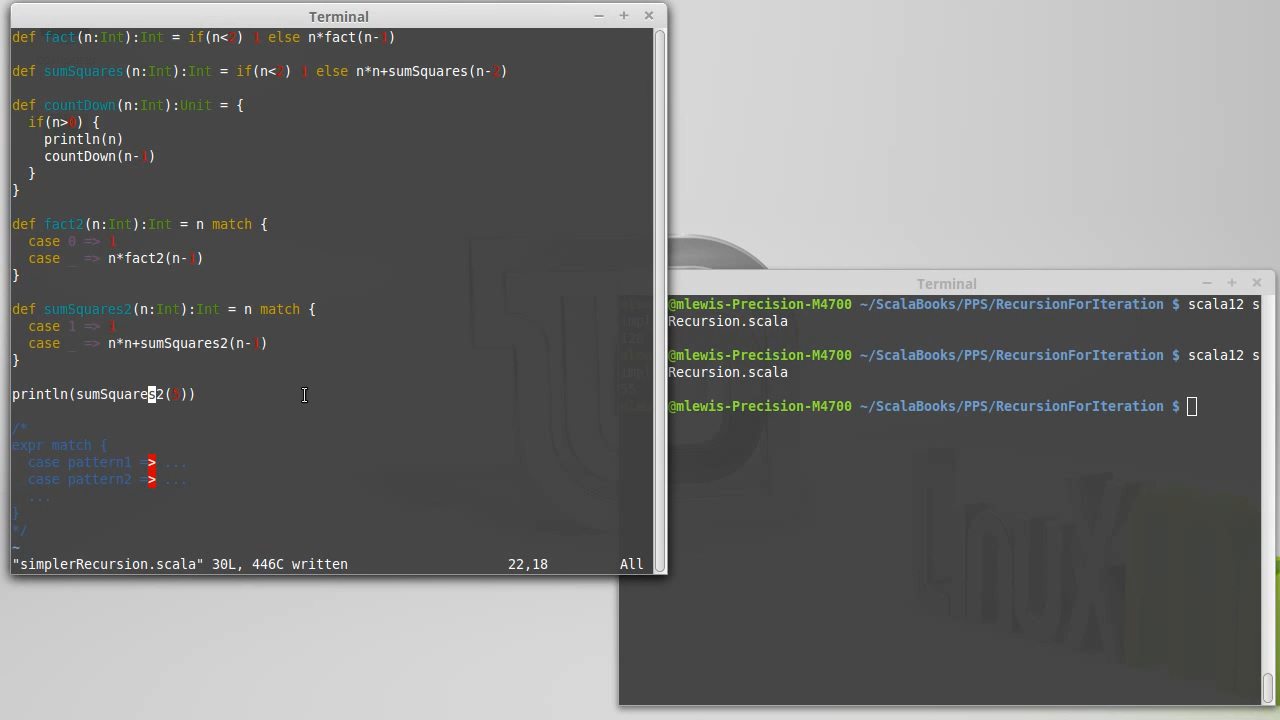 Terminal
def fact(n:Int):Int = if(n<2) 1 else n*fact(n-1)
def sumSquares(n:Int):Int = if(n<2) 1 else n*n+sumSquares(n-2)
def countDown(n:Int):Unit = {
if(n>0) {
println(n)
countDown(n-1)
}
}
def fact2(n:Int):Int = n match {
case 0 => 1
case _ => n*fact2(n-1)
}
def sumSquares2(n:Int):Int = n match {
case 1 => 1
case _ => n*n+sumSquares2(n-1)
}
println(sumSquares2(5))
/*
expr match {
case pattern1 => ...
case pattern2 => ...
...
}
*/
~
"simplerRecursion.scala" 30L, 446C written 22,18 All
Terminal
@mlewis-Precision-M4700 ~/ScalaBooks/PPS/RecursionForIteration $ scala12 s
Recursion.scala
@mlewis-Precision-M4700 ~/ScalaBooks/PPS/RecursionForIteration $ scala12 s
Recursion.scala
@mlewis-Precision-M4700 ~/ScalaBooks/PPS/RecursionForIteration $